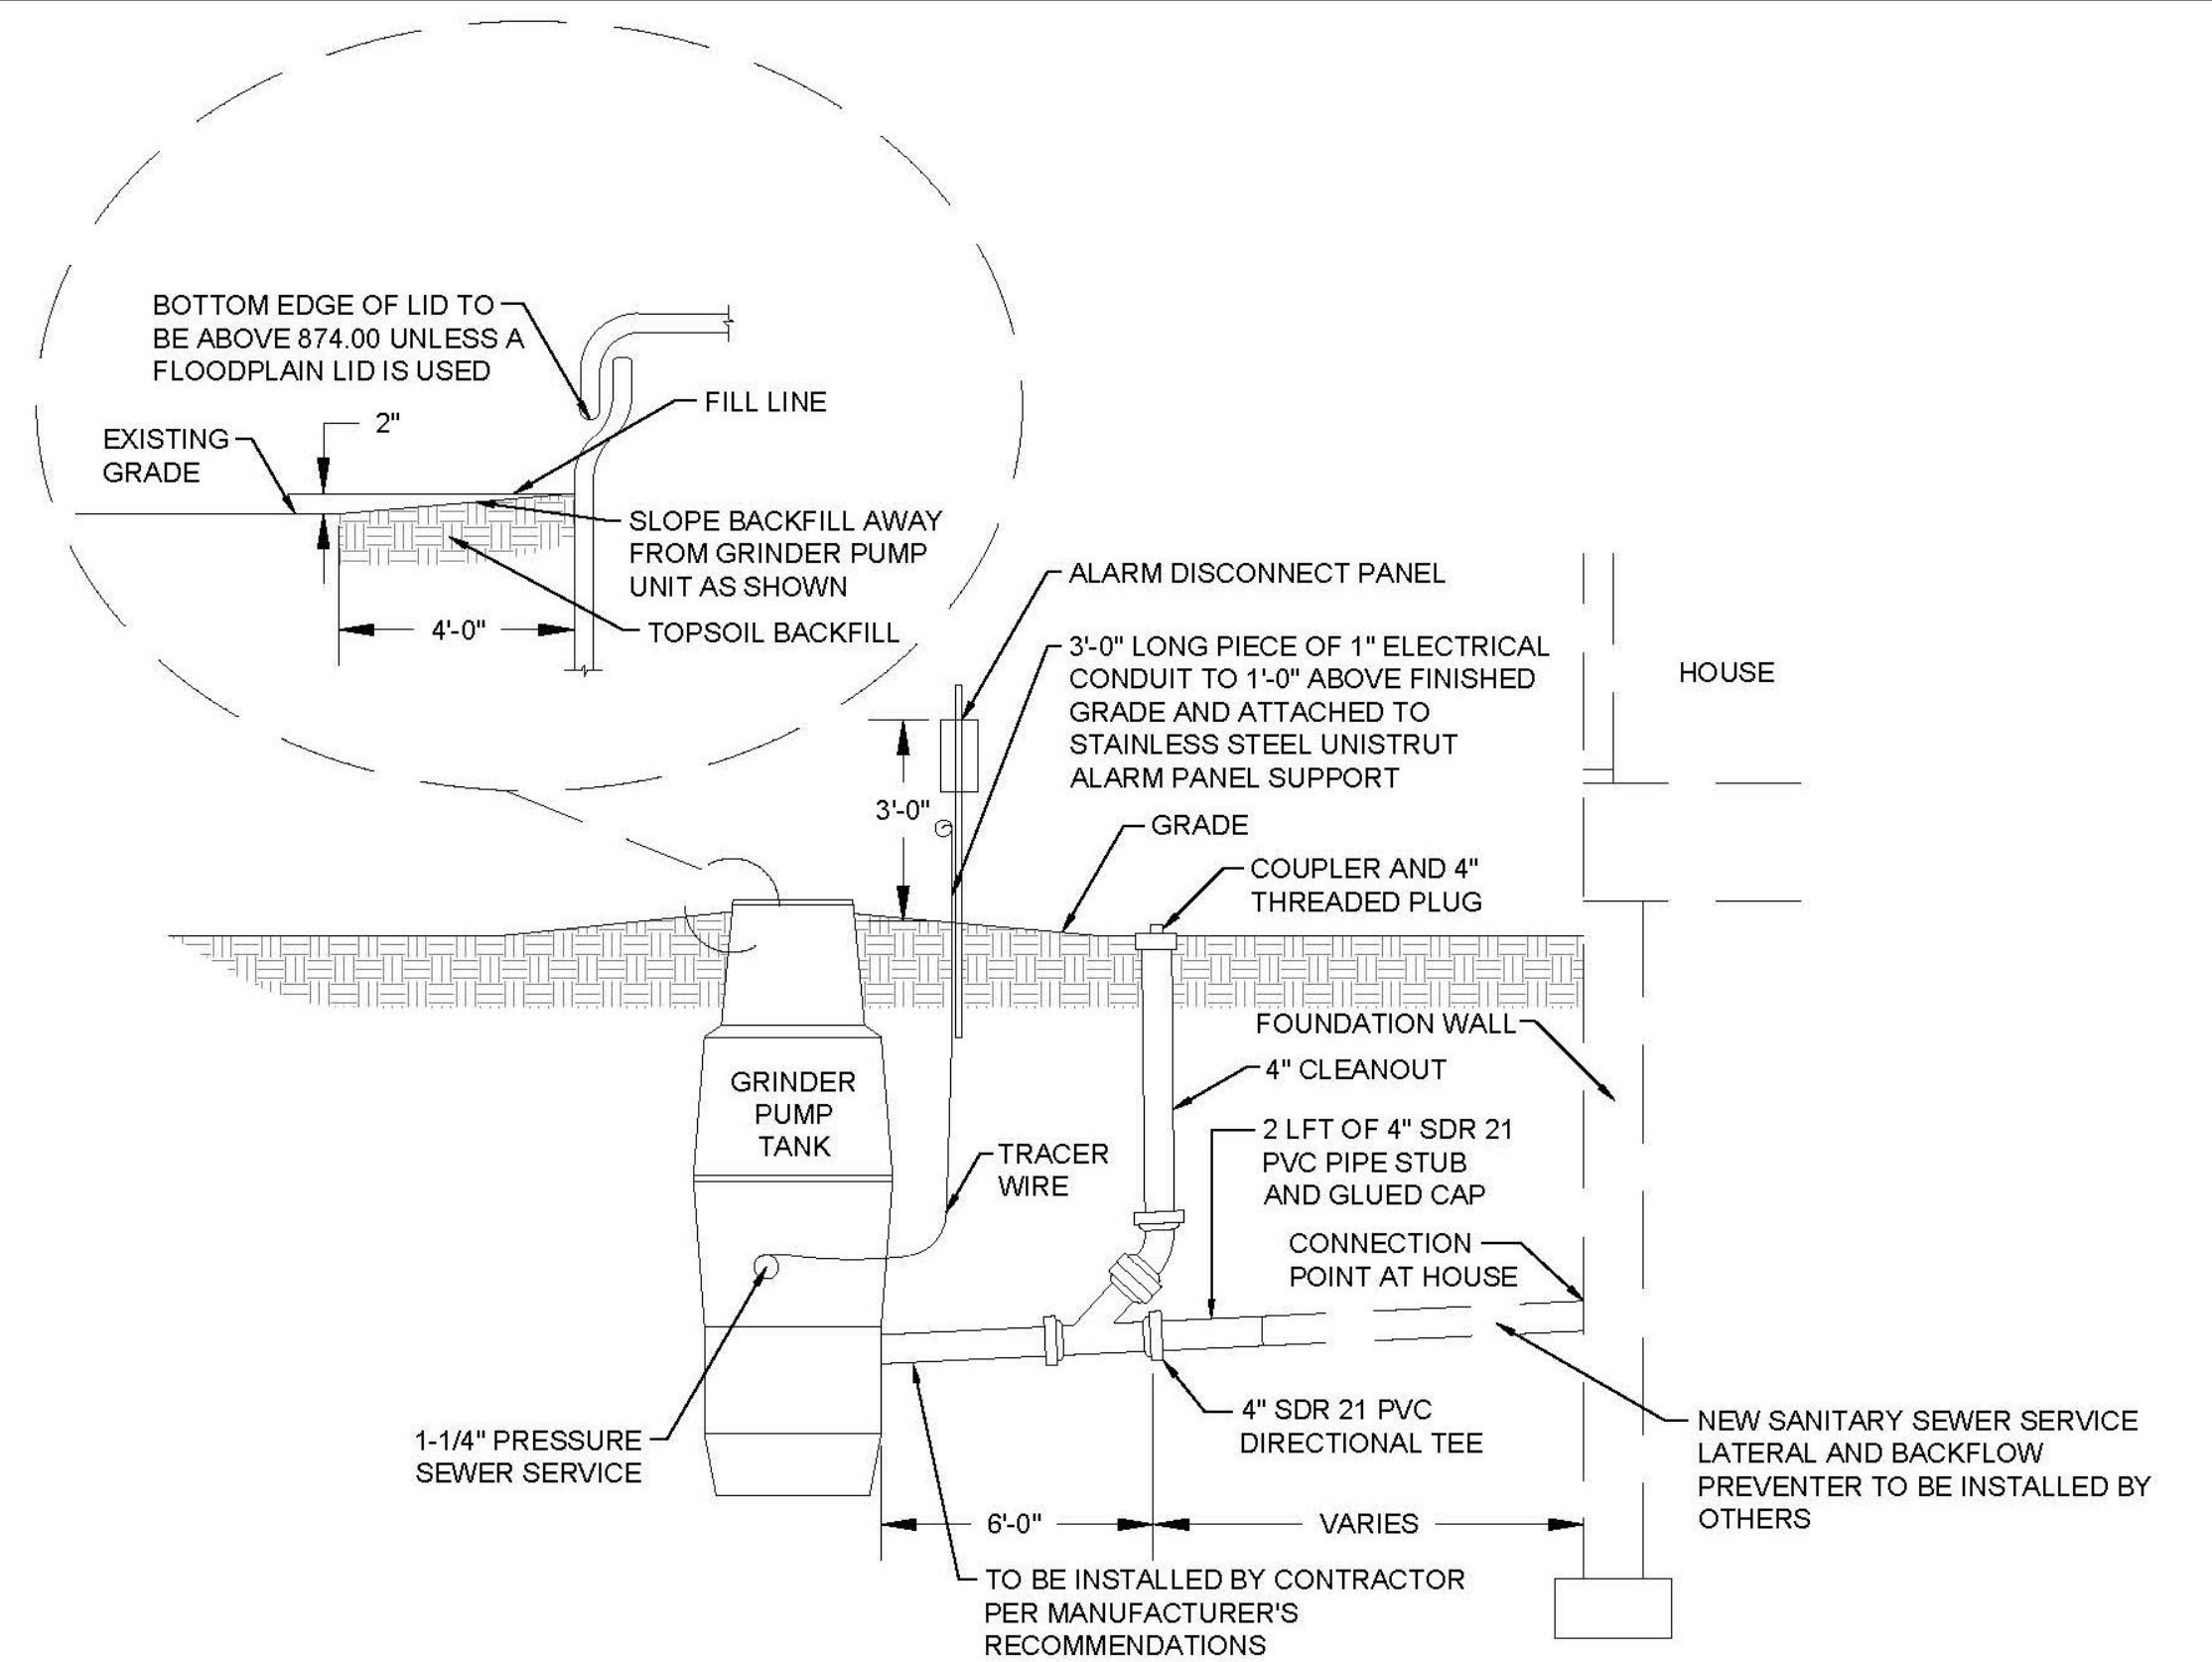 BOTTOM EDGE OF LID TO
BE ABOVE 874.00 UNLESS A
FLOODPLAIN LID IS USED
FILL LINE
2"
EXISTING
GRADE
SLOPE BACKFILL AWAY
FROM GRINDER PUMP
UNIT AS SHOWN
4'-0"
TOPSOIL BACKFILL
ALARM DISCONNECT PANEL
3'-0" LONG PIECE OF 1" ELECTRICAL
CONDUIT TO 1'-0" ABOVE FINISHED
GRADE AND ATTACHED TO
STAINLESS STEEL UNISTRUT
ALARM PANEL SUPPORT
HOUSE
3'-0"
GRADE
COUPLER AND 4"
THREADED PLUG
FOUNDATION WALL
4" CLEANOUT
GRINDER
PUMP
TANK
2 LFT OF 4" SDR 21
PVC PIPE STUB
AND GLUED CAP
TRACER
WIRE
CONNECTION
POINT AT HOUSE
1-1/4" PRESSURE
SEWER SERVICE
4" SDR 21 PVC
DIRECTIONAL TEE
NEW SANITARY SEWER SERVICE
LATERAL AND BACKFLOW
PREVENTER TO BE INSTALLED BY
OTHERS
6'-0"
VARIES
TO BE INSTALLED BY CONTRACTOR
PER MANUFACTURER'S
RECOMMENDATIONS